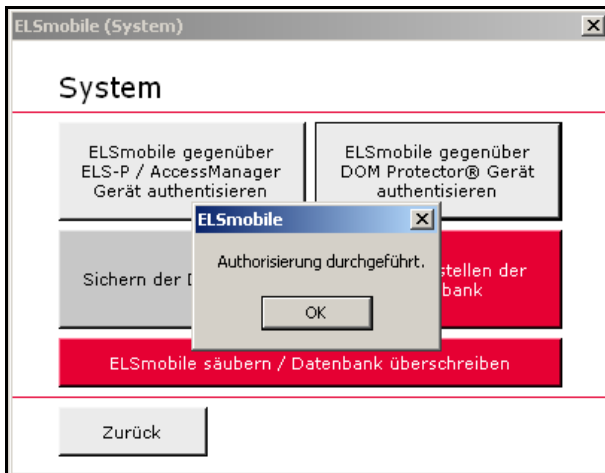 ELSmobile (System)
System
ELSmobile gegenüber
ELS-P / AccessManager
Gerät authentisieren
ELSmobile gegenüber
DOM Protector® Gerät
authentisieren
ELSmobile
Authorisierung durchgeführt.
OK
Sichern der
stellen der
bank
ELSmobile säubern / Datenbank überschreiben
Zurück